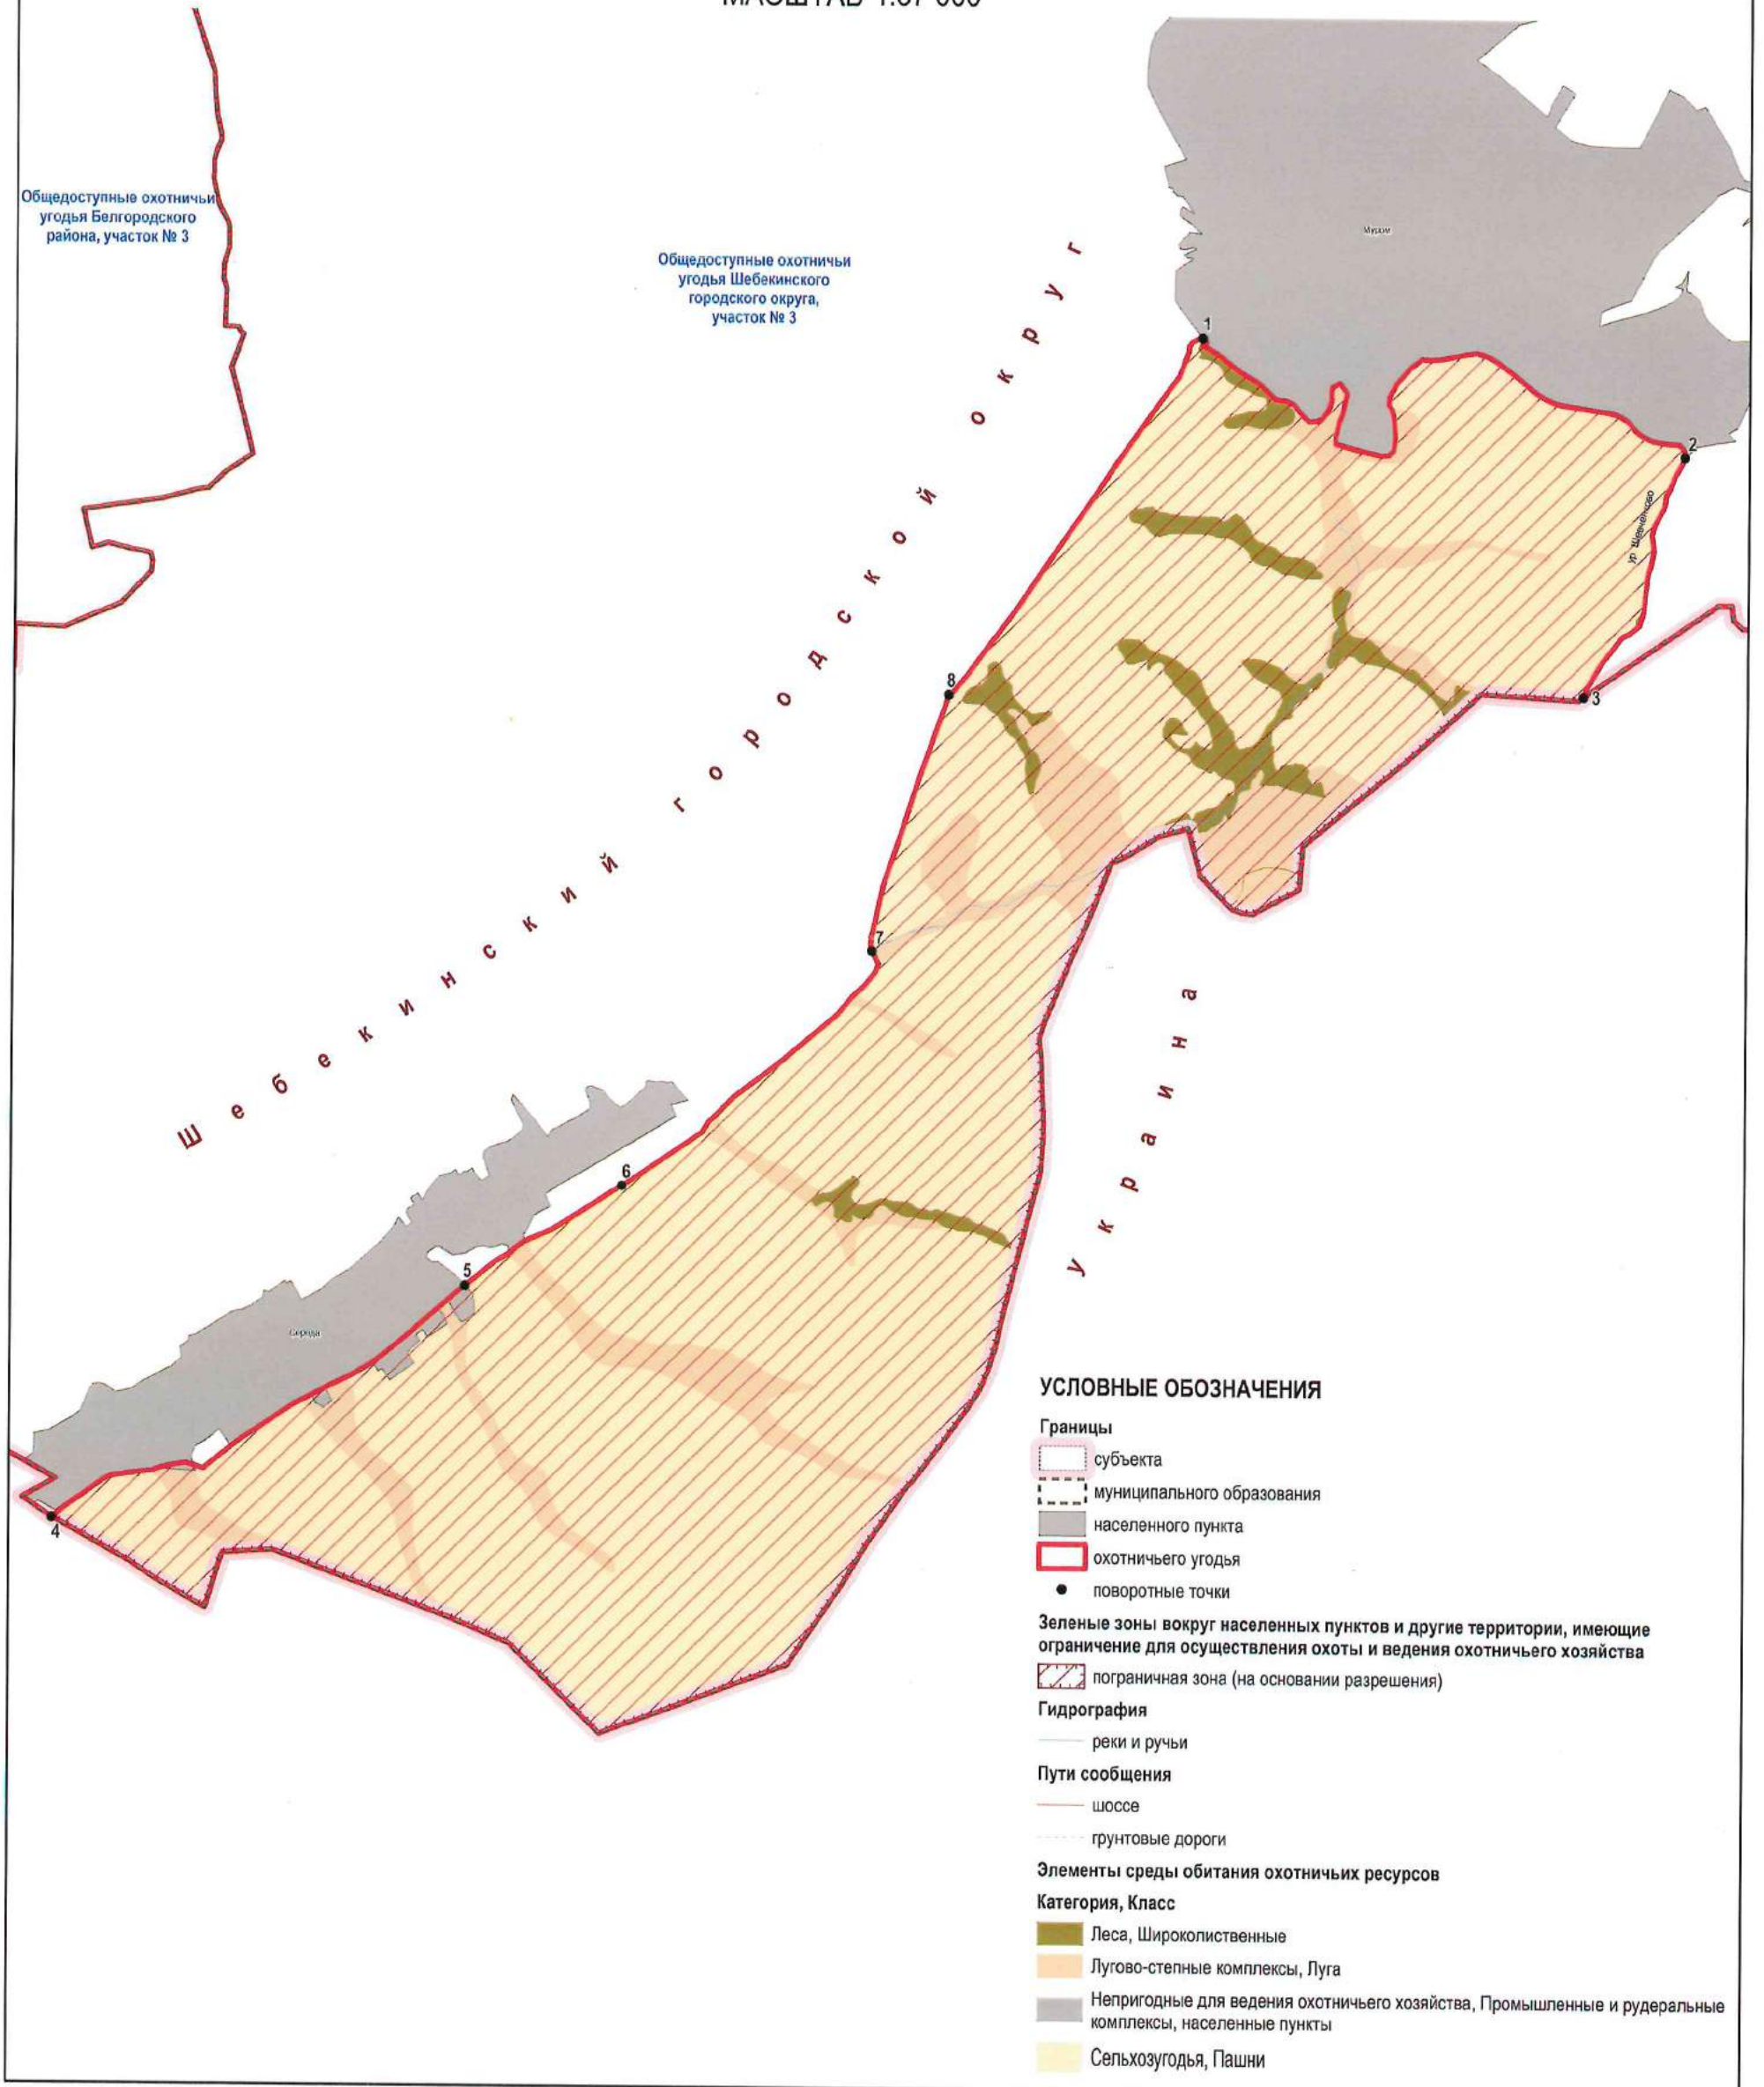 Общедоступные охотничьи
угодья Белгородского
района, участок № 3
Общедоступные охотничьи
угодья Шебекинского
городского округа,
участок № 3
Муром
Шебекинский городской округ
1
2
ур. Шевченково
3
8
7
Украина
6
5
Середа
4
УСЛОВНЫЕ ОБОЗНАЧЕНИЯ
Границы
субъекта
муниципального образования
населенного пункта
охотничьего угодья
поворотные точки
Зеленые зоны вокруг населенных пунктов и другие территории, имеющие
ограничение для осуществления охоты и ведения охотничьего хозяйства
пограничная зона (на основании разрешения)
Гидрография
реки и ручьи
Пути сообщения
шоссе
грунтовые дороги
Элементы среды обитания охотничьих ресурсов
Категория, Класс
Леса, Широколиственные
Лугово-степные комплексы, Луга
Непригодные для ведения охотничьего хозяйства, Промышленные и рудеральные
комплексы, населенные пункты
Сельхозугодья, Пашни